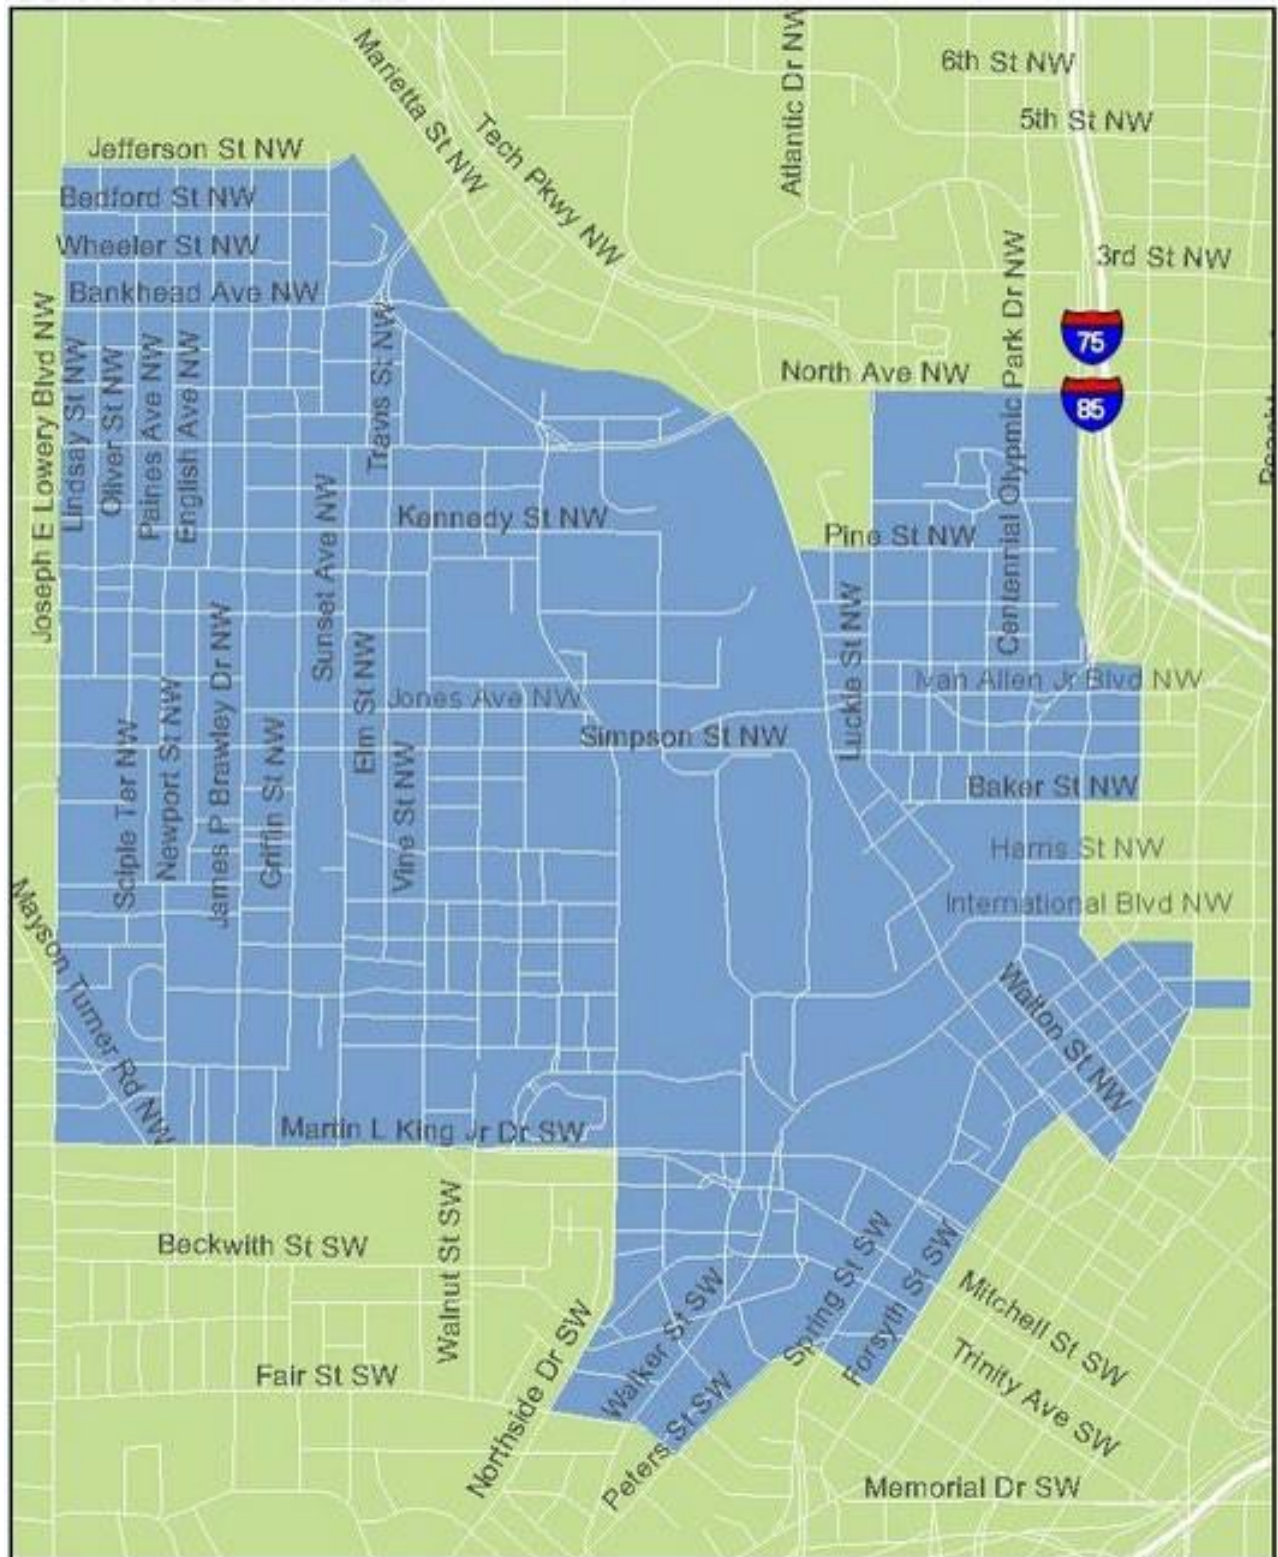 Marietta St NW
Tech Pkwy NW
Atlantic Dr NW
6th St NW
5th St NW
3rd St NW
Jefferson St NW
Bedford St NW
Wheeler St NW
Bankhead Ave NW
Joseph E Lowery Blvd NW
Lindsay St NW
Oliver St NW
Paines Ave NW
English Ave NW
Travis St NW
North Ave NW
Centennial Olypmic Park Dr NW
75
85
Sunset Ave NW
Kennedy St NW
Pine St NW
Luckie St NW
Ivan Allen Jr Blvd NW
Jones Ave NW
Simpson St NW
Elm St NW
James P Brawley Dr NW
Newport St NW
Sciple Ter NW
Griffin St NW
Vine St NW
Baker St NW
Harris St NW
International Blvd NW
Mayson Turner Rd NW
Walton St NW
Martin L King Jr Dr SW
Beckwith St SW
Walnut St SW
Fair St SW
Northside Dr SW
Walker St SW
Peters St SW
Spring St SW
Forsyth St SW
Mitchell St SW
Trinity Ave SW
Memorial Dr SW